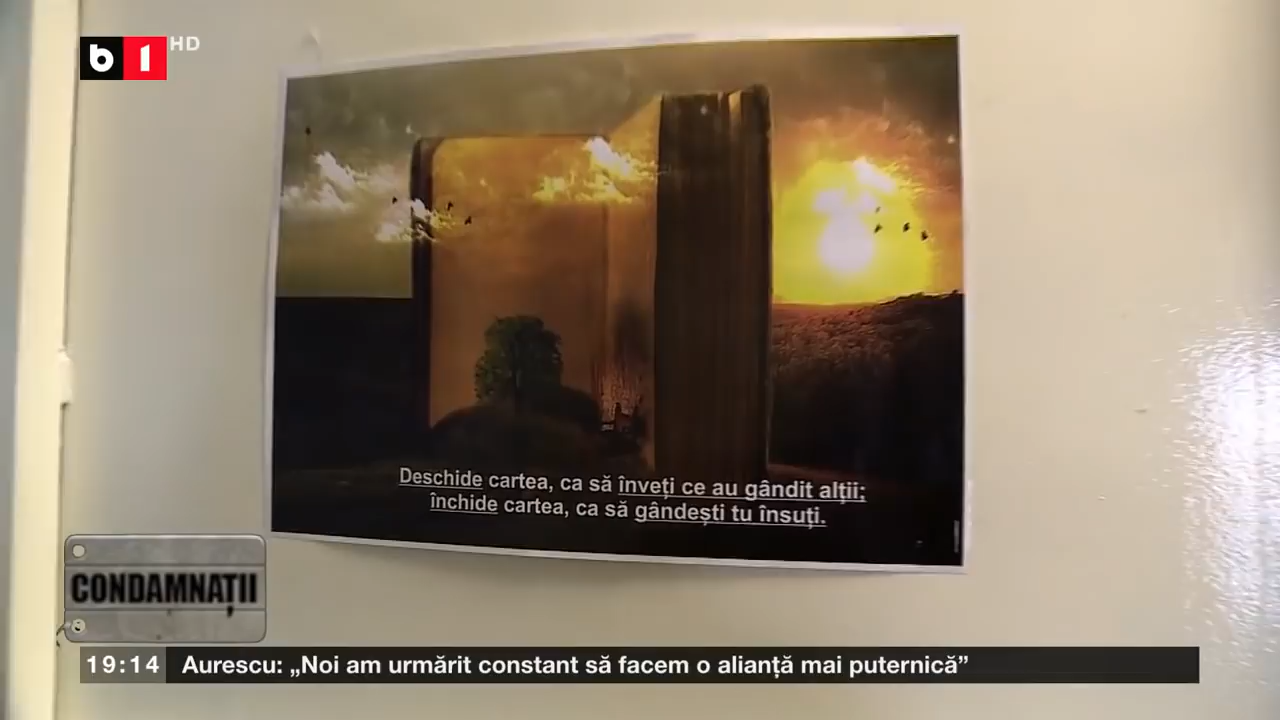 b1 HD
Deschide cartea, ca să înveți ce au gândit alții;
închide cartea, ca să gândești tu însuți.
CONDAMNAȚII
19:14 Aurescu: „Noi am urmărit constant să facem o alianță mai puternică”